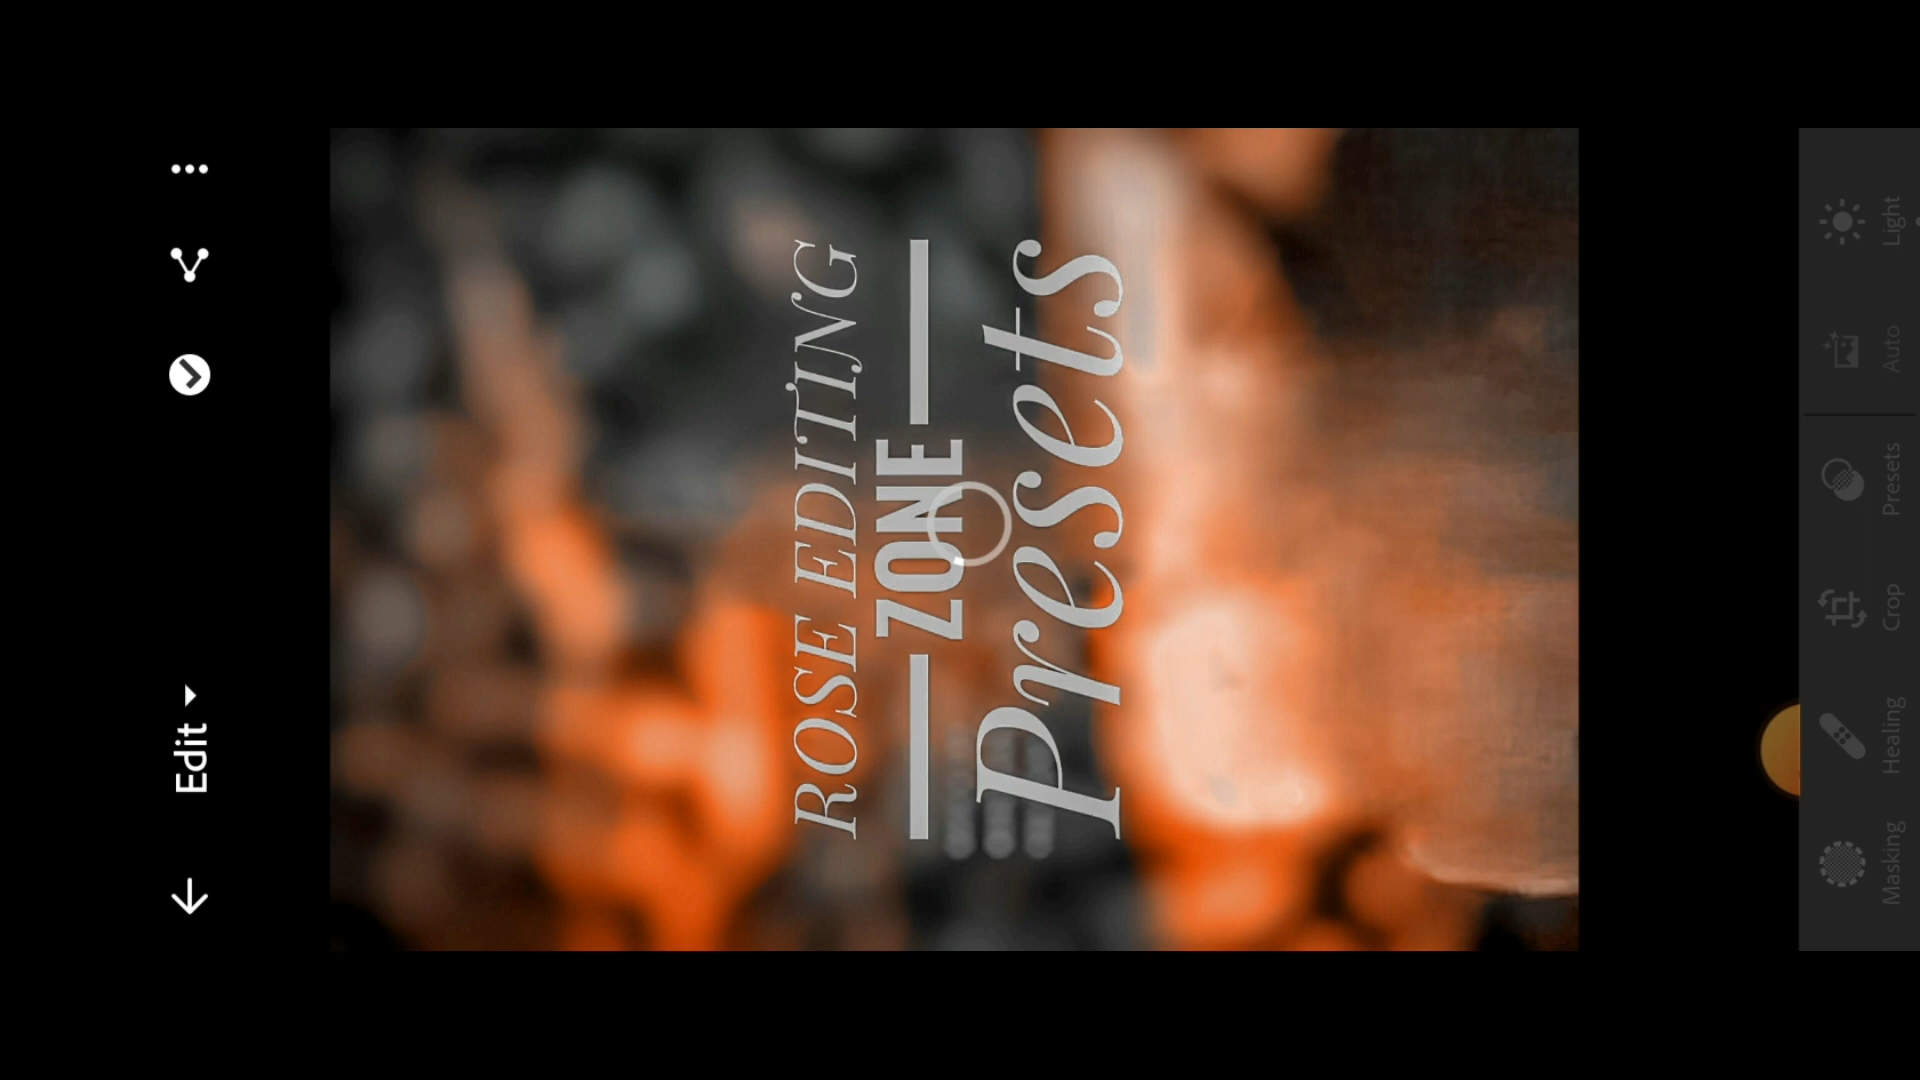 Edit
ROSE EDITING
ZONE
Presets
Masking
Healing
Crop
Presets
Auto
Light